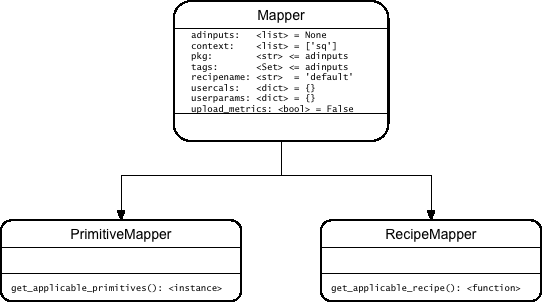 Mapper
adinputs: <list> = None
context: <list> = ['sq']
pkg: <str> <= adinputs
tags: <Set> <= adinputs
recipename: <str> = 'default'
usercals: <dict> = {}
userparams: <dict> = {}
upload_metrics: <bool> = False
PrimitiveMapper
RecipeMapper
get_applicable_primitives(): <instance>
get_applicable_recipe(): <function>